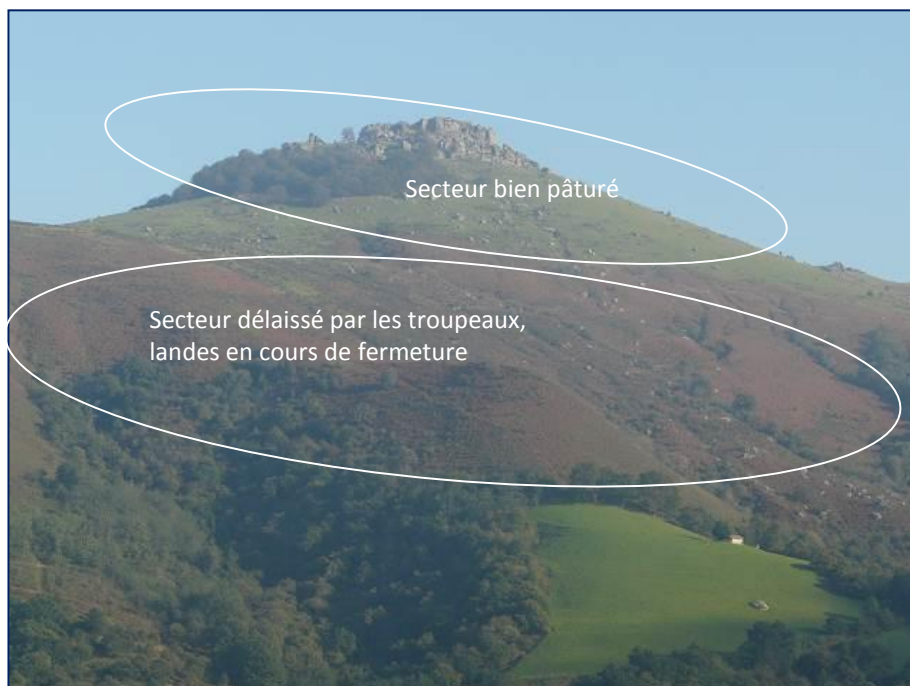 Secteur bien pâturé
Secteur délaissé par les troupeaux,
landes en cours de fermeture